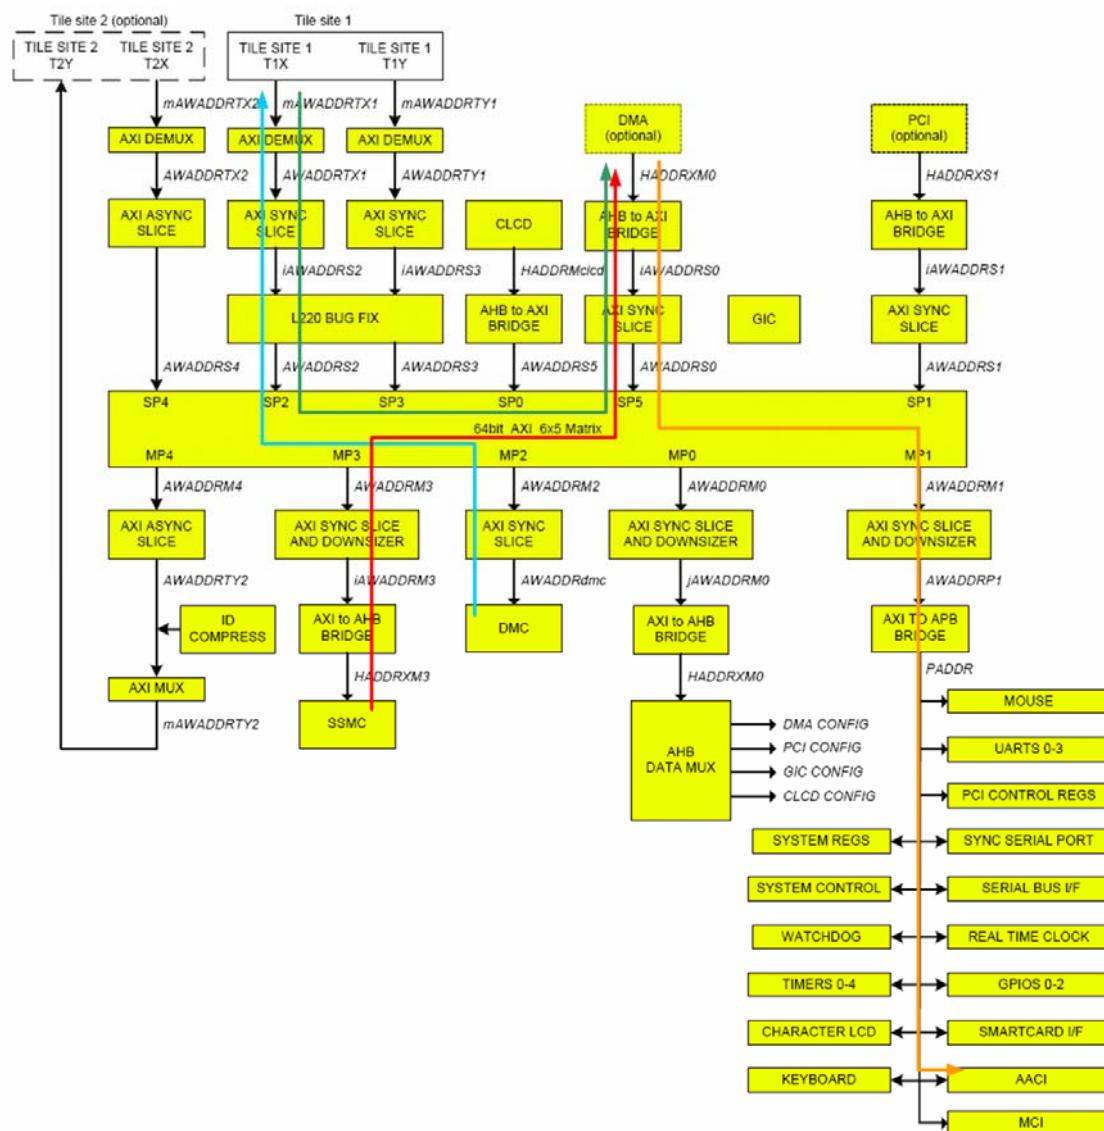 Tile site 2 (optional)
Tile site 1
TILE SITE 2
T2Y
TILE SITE 2
T2X
TILE SITE 1
T1X
TILE SITE 1
T1Y
mAWADDRTX2
mAWADDRTX1
mAWADDRTY1
DMA
(optional)
PCI
(optional)
AXI DEMUX
AXI DEMUX
AXI DEMUX
AWADDRTX2
AWADDRTX1
AWADDRTY1
HADDRXM0
HADDRXS1
AXI ASYNC
SLICE
AXI SYNC
SLICE
AXI SYNC
SLICE
CLCD
AHB to AXI
BRIDGE
AHB to AXI
BRIDGE
iAWADDRS2
iAWADDRS3
HADDRMclcd
iAWADDRS0
iAWADDRS1
L220 BUG FIX
AHB to AXI
BRIDGE
AXI SYNC
SLICE
GIC
AXI SYNC
SLICE
AWADDRS4
AWADDRS2
AWADDRS3
AWADDRS5
AWADDRS0
AWADDRS1
SP4
SP2
SP3
SP0
SP5
SP1
64bit AXI 6x5 Matrix
MP4
MP3
MP2
MP0
MP1
AWADDRM4
AWADDRM3
AWADDRM2
AWADDRM0
AWADDRM1
AXI ASYNC
SLICE
AXI SYNC SLICE
AND DOWNSIZER
AXI SYNC
SLICE
AXI SYNC SLICE
AND DOWNSIZER
AXI SYNC SLICE
AND DOWNSIZER
AWADDRTY2
iAWADDRM3
AWADDRdmc
jAWADDRM0
AWADDRP1
ID
COMPRESS
AXI to AHB
BRIDGE
DMC
AXI to AHB
BRIDGE
AXI TO APB
BRIDGE
AXI MUX
HADDRXM3
HADDRXM0
PADDR
mAWADDRTY2
SSMC
AHB
DATA MUX
DMA CONFIG
PCI CONFIG
GIC CONFIG
CLCD CONFIG
MOUSE
UARTS 0-3
PCI CONTROL REGS
SYSTEM REGS
SYNC SERIAL PORT
SYSTEM CONTROL
SERIAL BUS I/F
WATCHDOG
REAL TIME CLOCK
TIMERS 0-4
GPIOS 0-2
CHARACTER LCD
SMARTCARD I/F
KEYBOARD
AACI
MCI